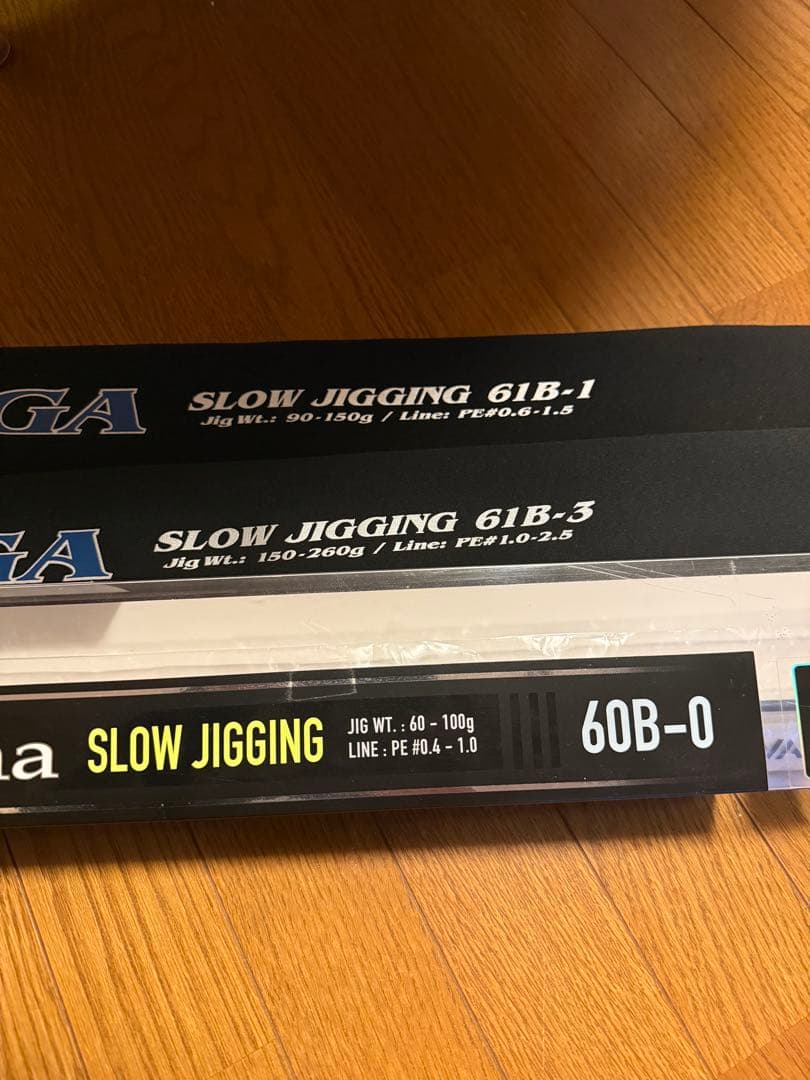 GA
SLOW JIGGING 61B-1
Jig Wt.: 90-150g / Line: PE#0.6-1.5
GA
SLOW JIGGING 61B-3
Jig Wt.: 150-260g / Line: PE#1.0-2.5
na SLOW JIGGING
JIG WT. : 60 - 100g
LINE : PE #0.4 - 1.0
60B-0